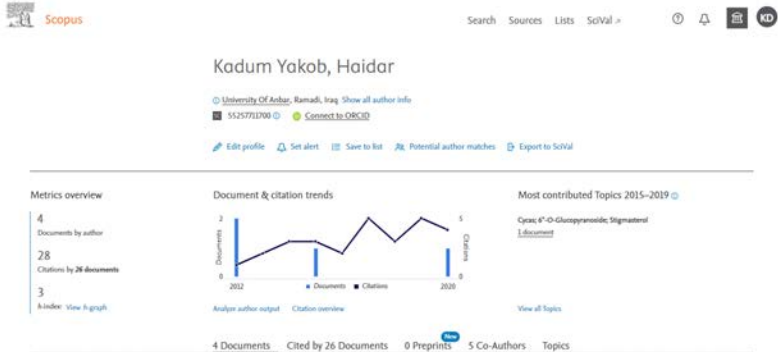 Scopus
Search Sources Lists SciVal ↗
KD
Kadum Yakob, Haidar
University Of Anbar, Ramadi, Iraq Show all author info
55257711700 Connect to ORCID
Edit profile Set alert Save to list Potential author matches Export to SciVal
Metrics overview
4
Documents by author
28
Citations by 26 documents
3
h-index: View h-graph
Document & citation trends
2
0
Documents
5
0
Citations
2012 2020
Documents Citations
Analyze author output Citation overview
Most contributed Topics 2015–2019
Cycas; 6"-O-Glucopyranoside; Stigmasterol
1 document
View all Topics
New
4 Documents Cited by 26 Documents 0 Preprints 5 Co-Authors Topics